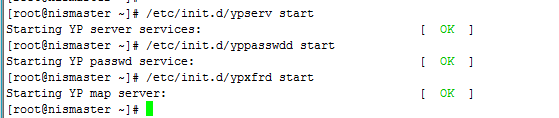 [root@nismaster ~]# /etc/init.d/ypserv start
Starting YP server services: [ OK ]
[root@nismaster ~]# /etc/init.d/yppasswdd start
Starting YP passwd service: [ OK ]
[root@nismaster ~]# /etc/init.d/ypxfrd start
Starting YP map server: [ OK ]
[root@nismaster ~]#